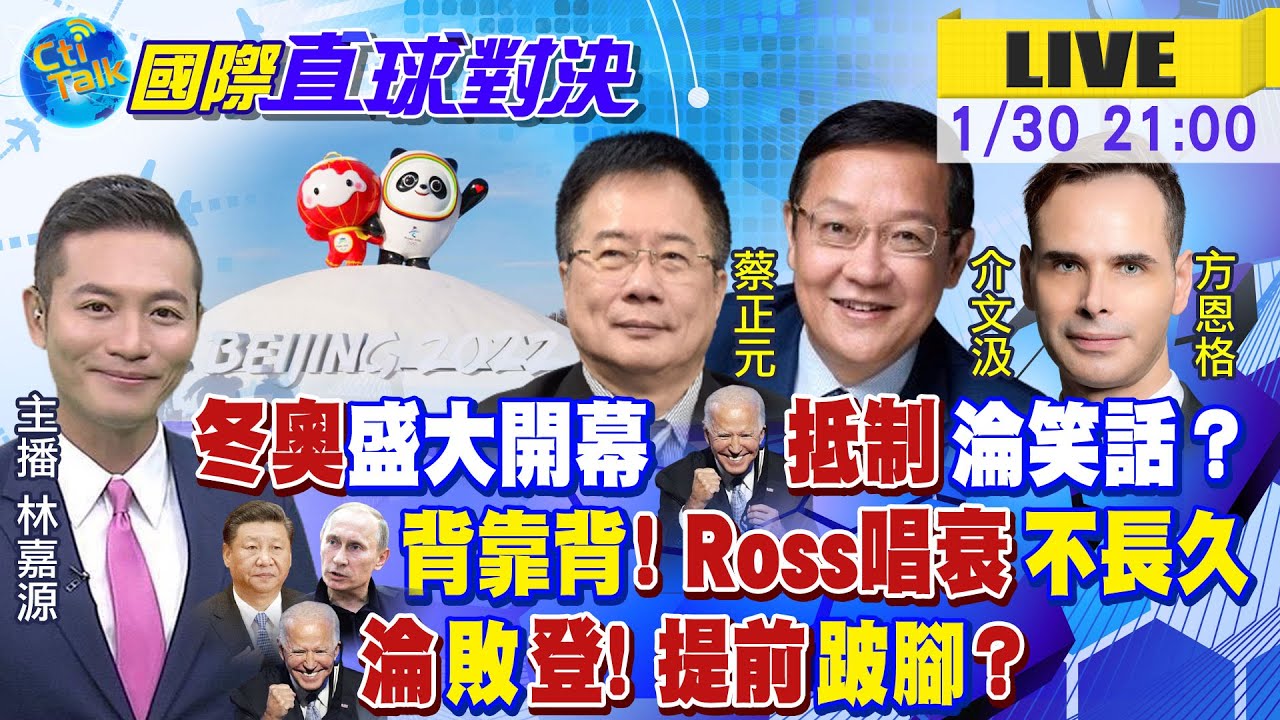 Cti
Talk
國際直球對決
LIVE
1/30 21:00
主播 林嘉源
蔡正元
介文汲
方恩格
BEIJING 2022
冬奧盛大開幕 抵制淪笑話?
背靠背! Ross唱衰不長久
淪敗登! 提前跛腳?